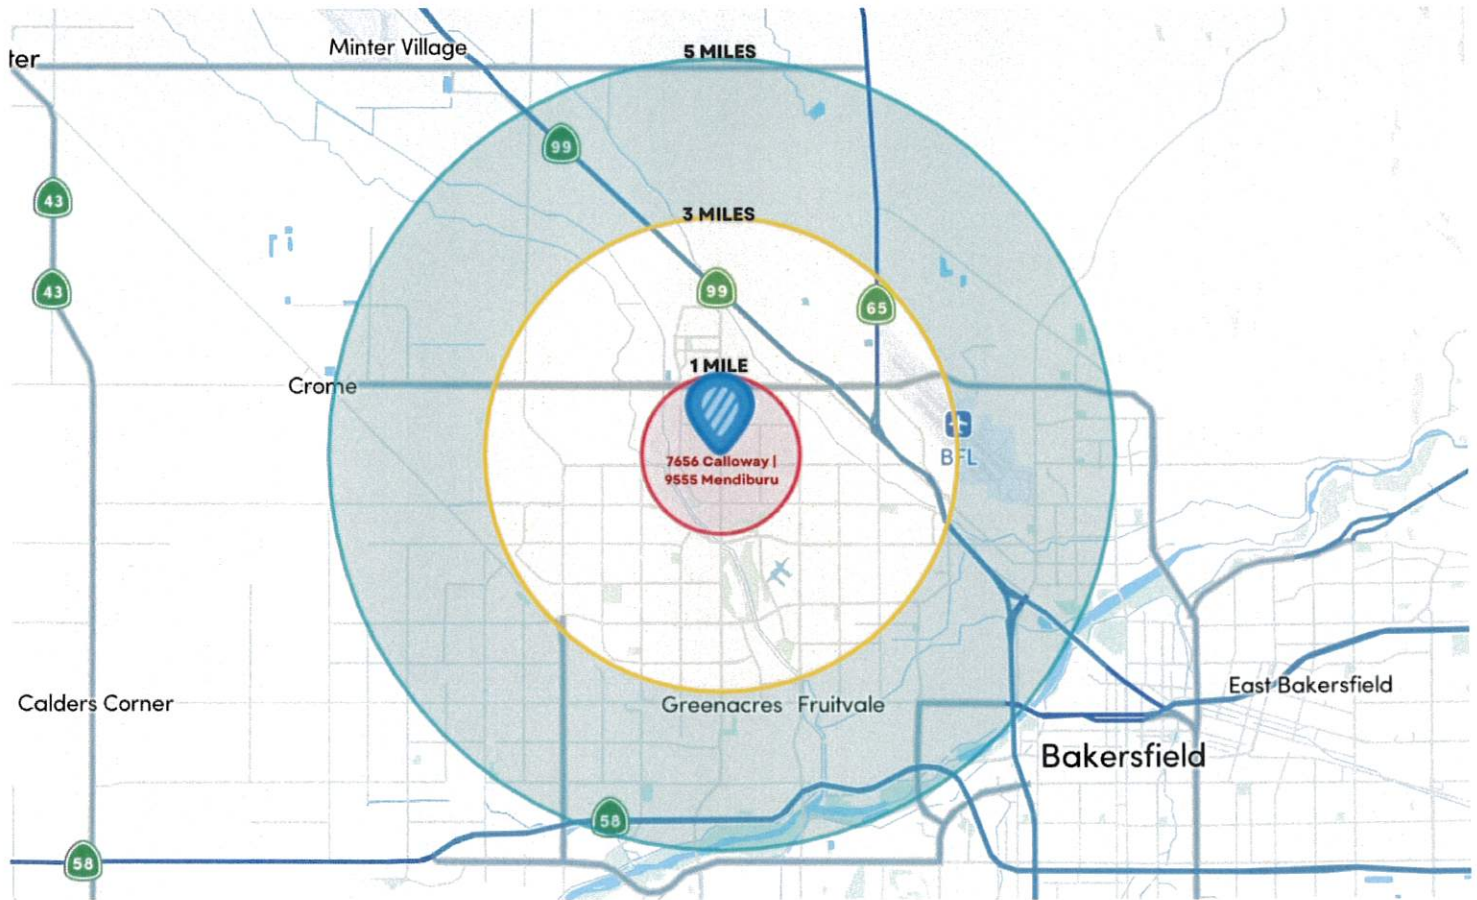 5 MILES
Minter Village
ter
99
43
3 MILES
99
43
65
1 MILE
Crome
BFL
7656 Calloway |
9555 Mendiburu
East Bakersfield
Calders Corner
Greenacres
Fruitvale
Bakersfield
58
58